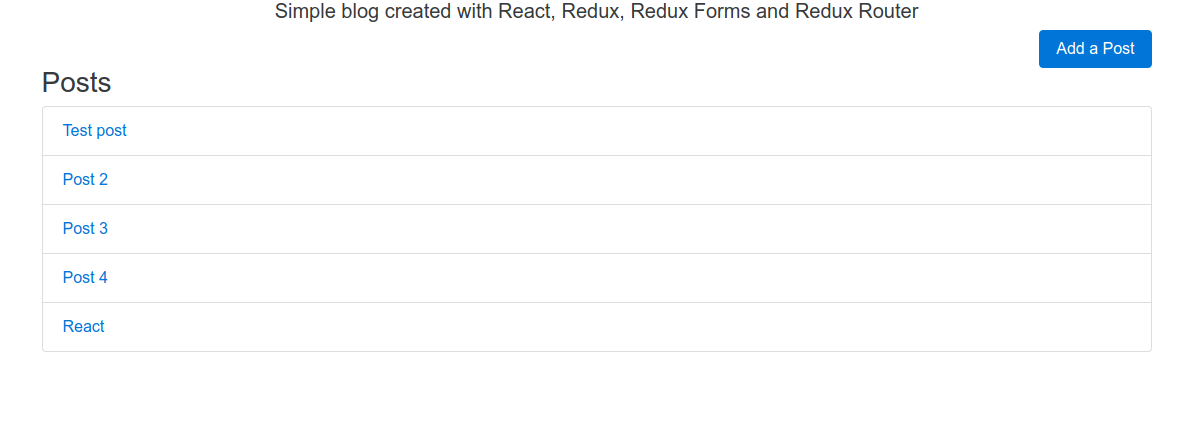 Simple blog created with React, Redux, Redux Forms and Redux Router
Add a Post
Posts
Test post
Post 2
Post 3
Post 4
React